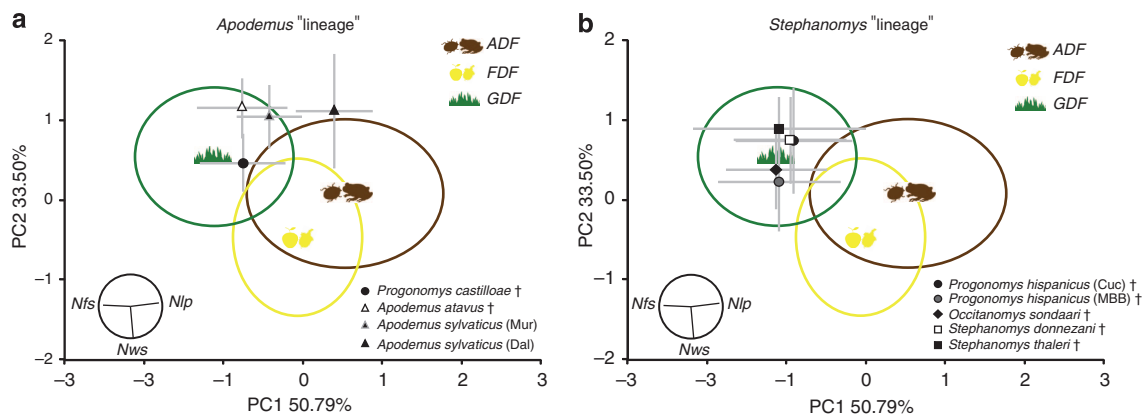 a
Apodemus "lineage"
2
1
0
−1
−2
−3
−2
−1
0
1
2
3
PC2 33.50%
PC1 50.79%
ADF
FDF
GDF
Nfs
Nlp
Nws
Progonomys castilloae †
Apodemus atavus †
Apodemus sylvaticus (Mur)
Apodemus sylvaticus (Dal)
b
Stephanomys "lineage"
2
1
0
−1
−2
−3
−2
−1
0
1
2
3
PC2 33.50%
PC1 50.79%
ADF
FDF
GDF
Nfs
Nlp
Nws
Progonomys hispanicus (Cuc) †
Progonomys hispanicus (MBB) †
Occitanomys sondaari †
Stephanomys donnezani †
Stephanomys thaleri †